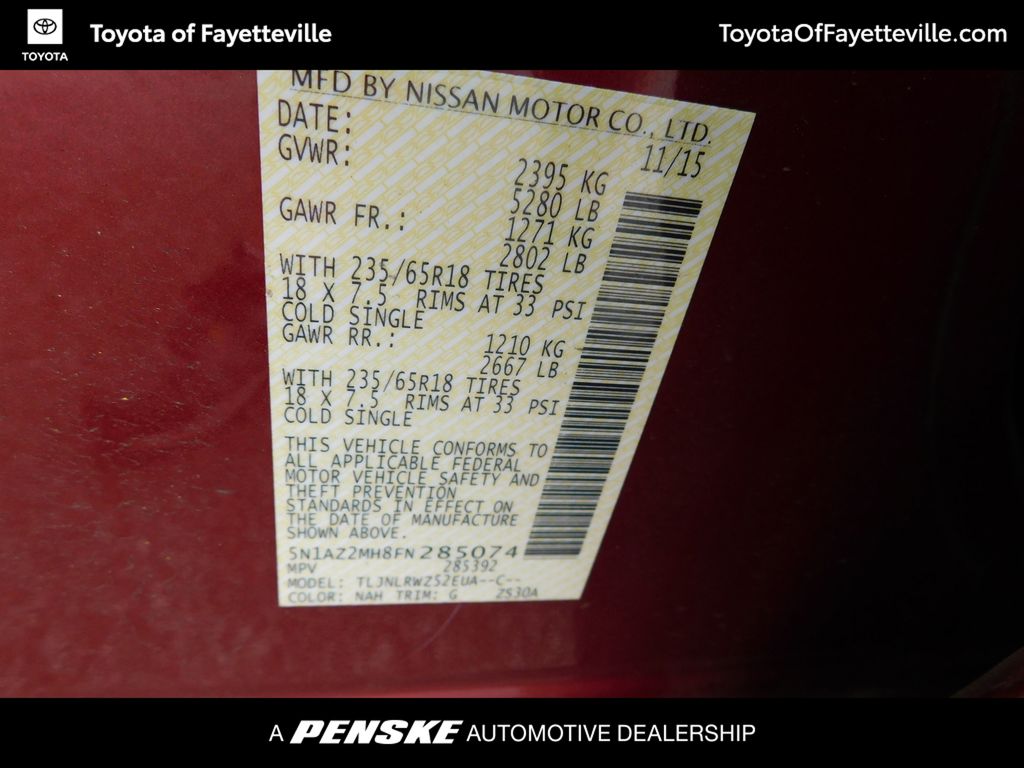 Toyota of Fayetteville
ToyotaOfFayetteville.com
TOYOTA
MFD BY NISSAN MOTOR CO., LTD.
DATE: 11/15
GVWR: 2395 KG
5280 LB
GAWR FR.: 1271 KG
2802 LB
WITH 235/65R18 TIRES
18 X 7.5 RIMS AT 33 PSI
COLD SINGLE
GAWR RR.: 1210 KG
2667 LB
WITH 235/65R18 TIRES
18 X 7.5 RIMS AT 33 PSI
COLD SINGLE
THIS VEHICLE CONFORMS TO
ALL APPLICABLE FEDERAL
MOTOR VEHICLE SAFETY AND
THEFT PREVENTION
STANDARDS IN EFFECT ON
THE DATE OF MANUFACTURE
SHOWN ABOVE.
5N1AZ2MH8FN285074
MPV 285392
MODEL: TLJNLRWZ52EUA--C--
COLOR: NAH TRIM: G ZS30A
A PENSKE AUTOMOTIVE DEALERSHIP